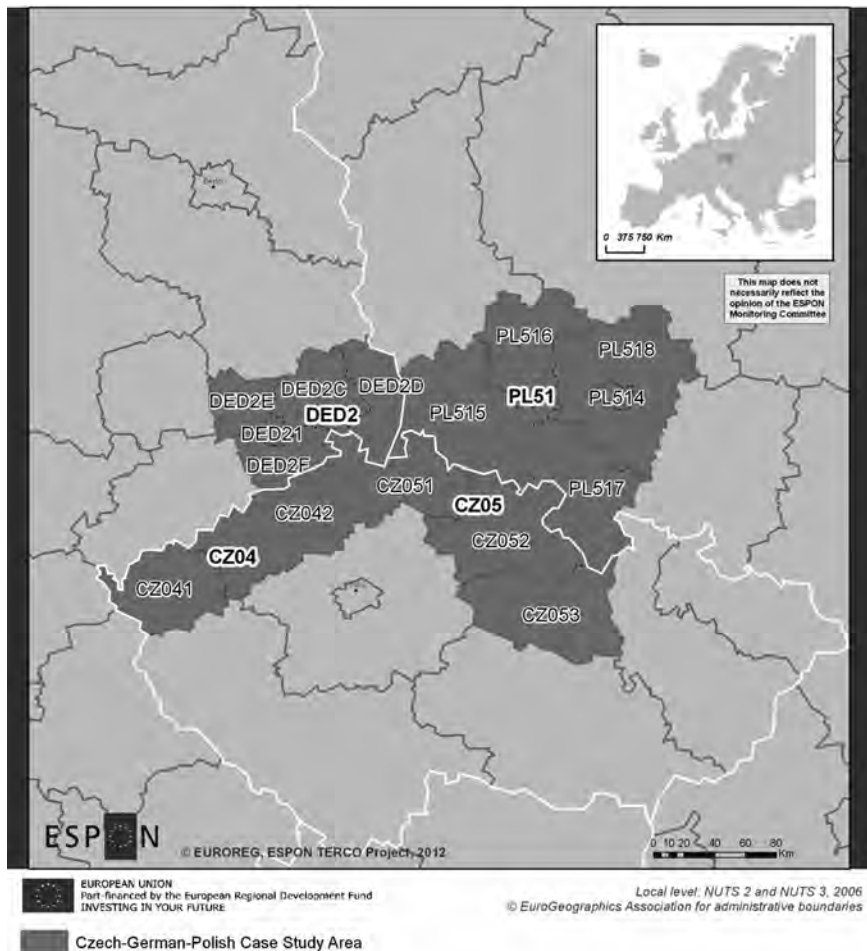 Berlin
0 375 750 Km
This map does not
necessarily reflect the
opinion of the ESPON
Monitoring Committee
PL516
PL518
DED2C
DED2D
DED2E
DED2
PL51
PL514
PL515
DED21
DED2F
CZ051
PL517
CZ042
CZ05
CZ052
CZ04
CZ041
CZ053
ESPON
© EUROREG, ESPON TERCO Project, 2012
0 10 20 40 60 80
Km
EUROPEAN UNION
Part-financed by the European Regional Development Fund
INVESTING IN YOUR FUTURE
Local level: NUTS 2 and NUTS 3, 2006
© EuroGeographics Association for administrative boundaries
Czech-German-Polish Case Study Area